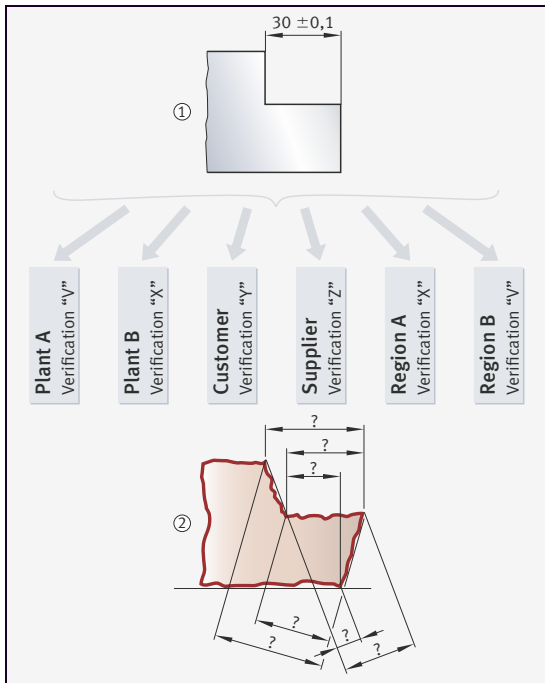 30 ±0,1
①
Plant A
Verification “V”
Plant B
Verification “X”
Customer
Verification “Y”
Supplier
Verification “Z”
Region A
Verification “X”
Region B
Verification “V”
?
?
?
②
?
?
?
?